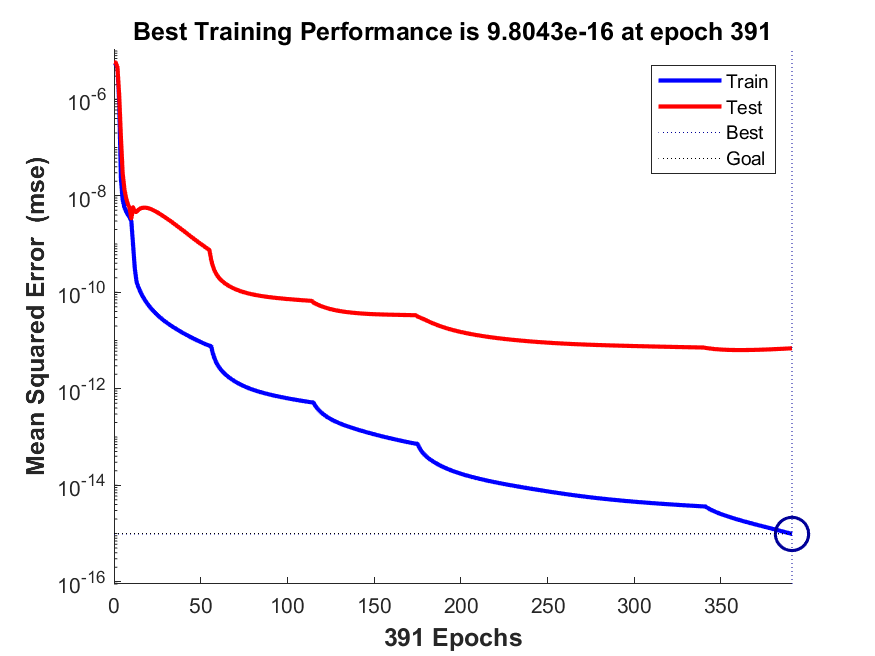 Best Training Performance is 9.8043e-16 at epoch 391
Train
Test
Best
Goal
Mean Squared Error (mse)
10^-6
10^-8
10^-10
10^-12
10^-14
10^-16
0 50 100 150 200 250 300 350
391 Epochs